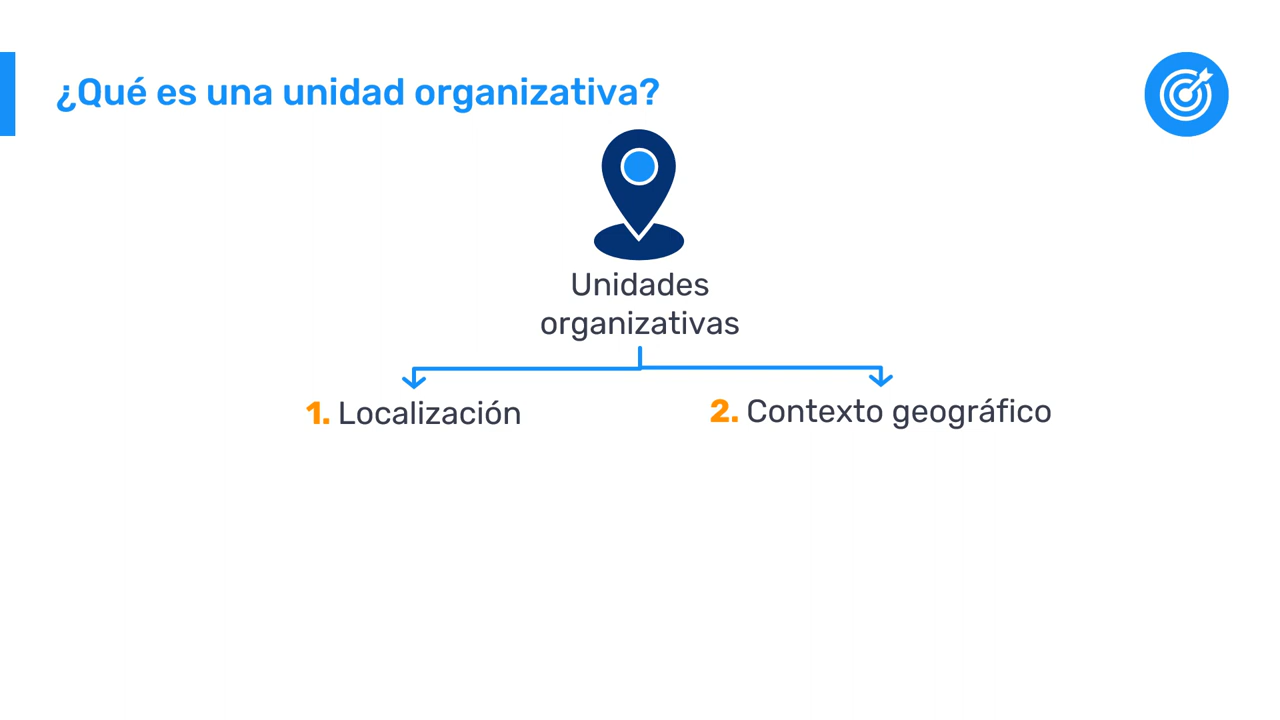 ¿Qué es una unidad organizativa?
Unidades
organizativas
1. Localización
2. Contexto geográfico